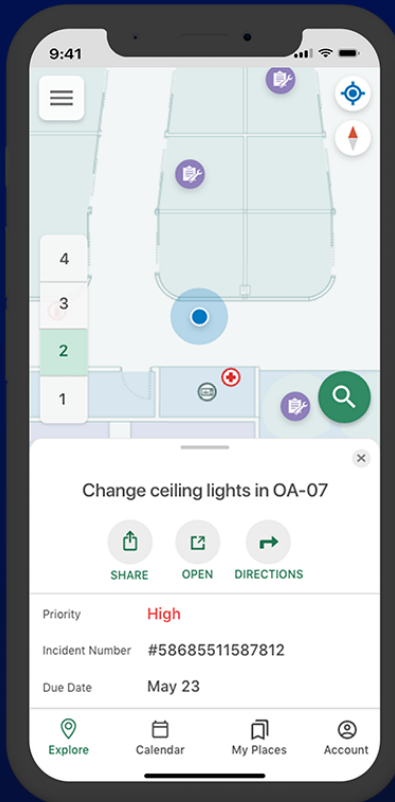 9:41
4
3
2
1
Change ceiling lights in OA-07
SHARE OPEN DIRECTIONS
Priority High
Incident Number #58685511587812
Due Date May 23
Explore Calendar My Places Account